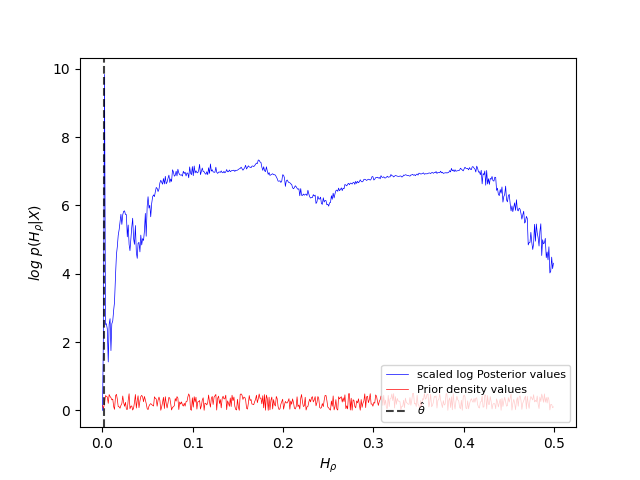 10
8
6
4
2
0
log p(H_ρ|X)
0.0 0.1 0.2 0.3 0.4 0.5
H_ρ
scaled log Posterior values
Prior density values
θ̂